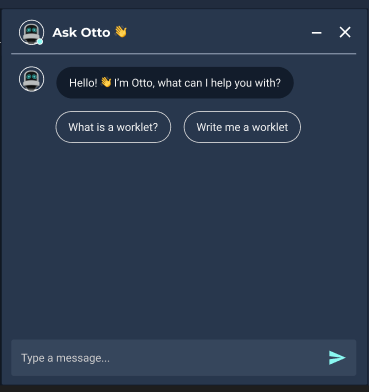 Ask Otto 👋
Hello! 👋 I'm Otto, what can I help you with?
What is a worklet?
Write me a worklet
Type a message...